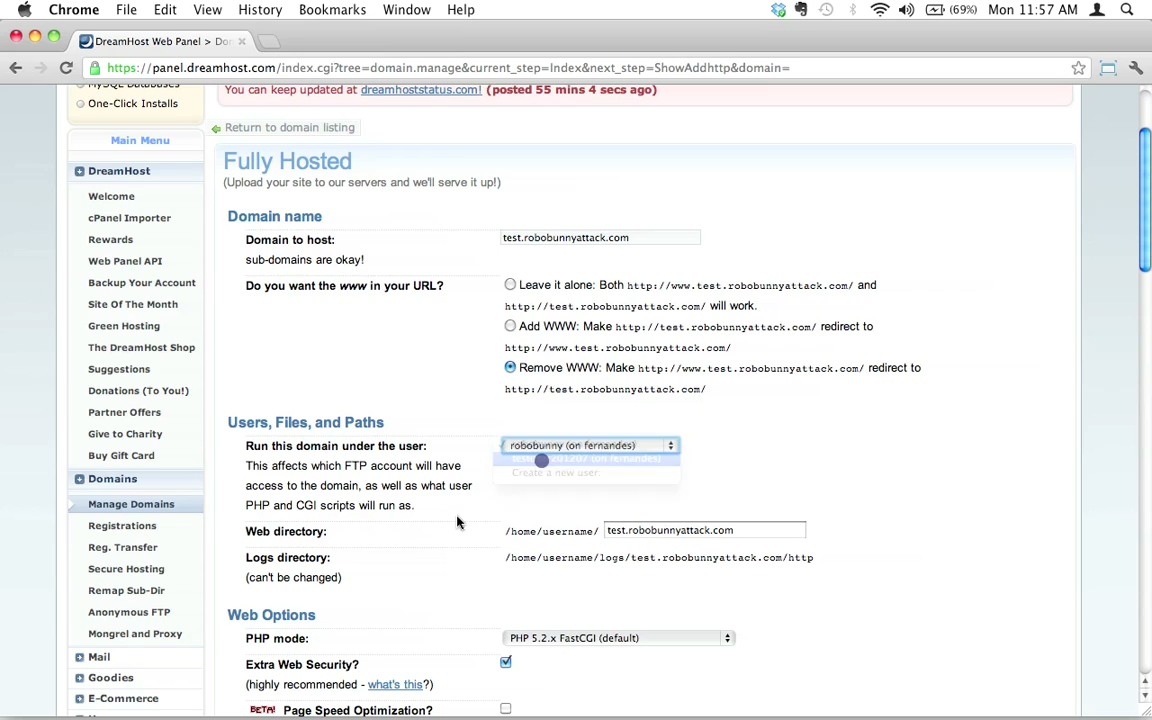 Chrome File Edit View History Bookmarks Window Help (69%) Mon 11:57 AM
DreamHost Web Panel > Dom
https://panel.dreamhost.com/index.cgi?tree=domain.manage&current_step=Index&next_step=ShowAddhttp&domain=
MySQL Databases
One-Click Installs
Main Menu
DreamHost
Welcome
cPanel Importer
Rewards
Web Panel API
Backup Your Account
Site Of The Month
Green Hosting
The DreamHost Shop
Suggestions
Donations (To You!)
Partner Offers
Give to Charity
Buy Gift Card
Domains
Manage Domains
Registrations
Reg. Transfer
Secure Hosting
Remap Sub-Dir
Anonymous FTP
Mongrel and Proxy
Mail
Goodies
E-Commerce
You can keep updated at dreamhoststatus.com! (posted 55 mins 4 secs ago)
Return to domain listing
Fully Hosted
(Upload your site to our servers and we'll serve it up!)
Domain name
Domain to host: test.robobunnyattack.com
sub-domains are okay!
Do you want the www in your URL?
Leave it alone: Both http://www.test.robobunnyattack.com/ and
http://test.robobunnyattack.com/ will work.
Add WWW: Make http://test.robobunnyattack.com/ redirect to
http://www.test.robobunnyattack.com/
Remove WWW: Make http://www.test.robobunnyattack.com/ redirect to
http://test.robobunnyattack.com/
Users, Files, and Paths
Run this domain under the user: robobunny (on fernandes)
(on fernandes)
Create a new user:
This affects which FTP account will have
access to the domain, as well as what user
PHP and CGI scripts will run as.
Web directory: /home/username/ test.robobunnyattack.com
Logs directory: /home/username/logs/test.robobunnyattack.com/http
(can't be changed)
Web Options
PHP mode: PHP 5.2.x FastCGI (default)
Extra Web Security?
(highly recommended - what's this?)
BETA! Page Speed Optimization?